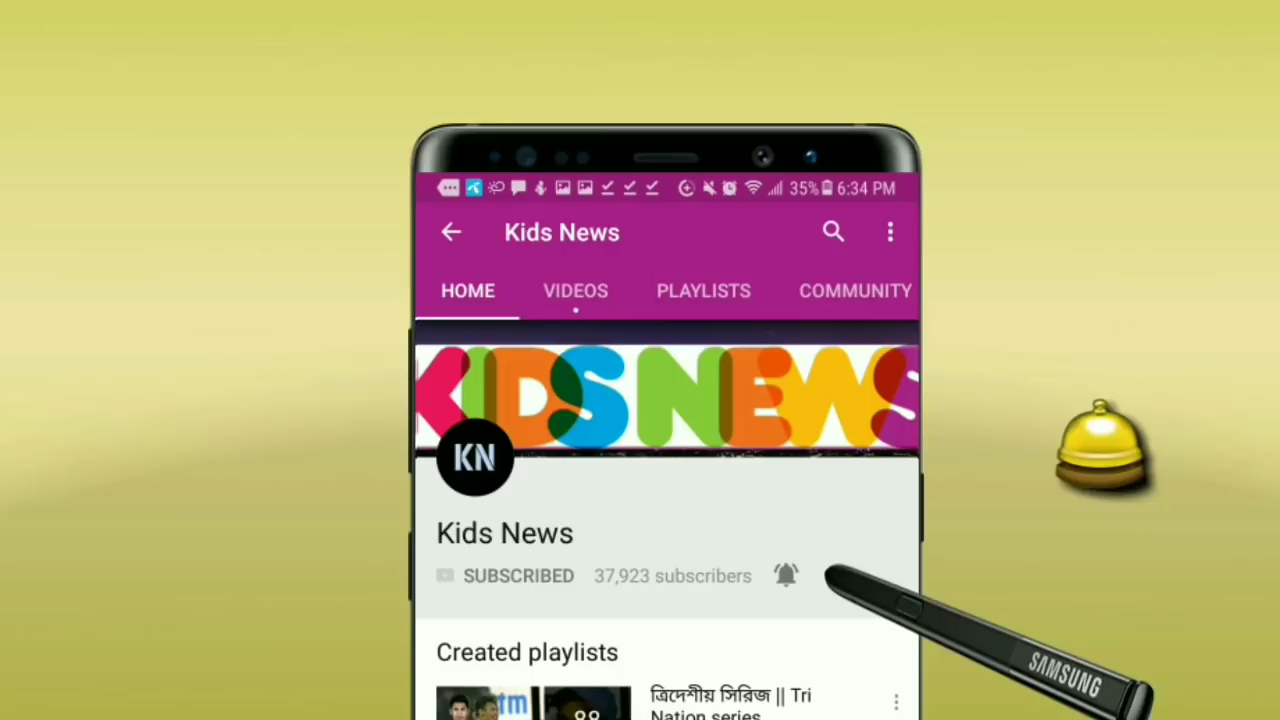 35% 6:34 PM
Kids News
HOME VIDEOS PLAYLISTS COMMUNITY
KIDS NEWS
KN
Kids News
SUBSCRIBED 37,923 subscribers
SAMSUNG
Created playlists
ত্রিদেশীয় সিরিজ || Tri
Nation series